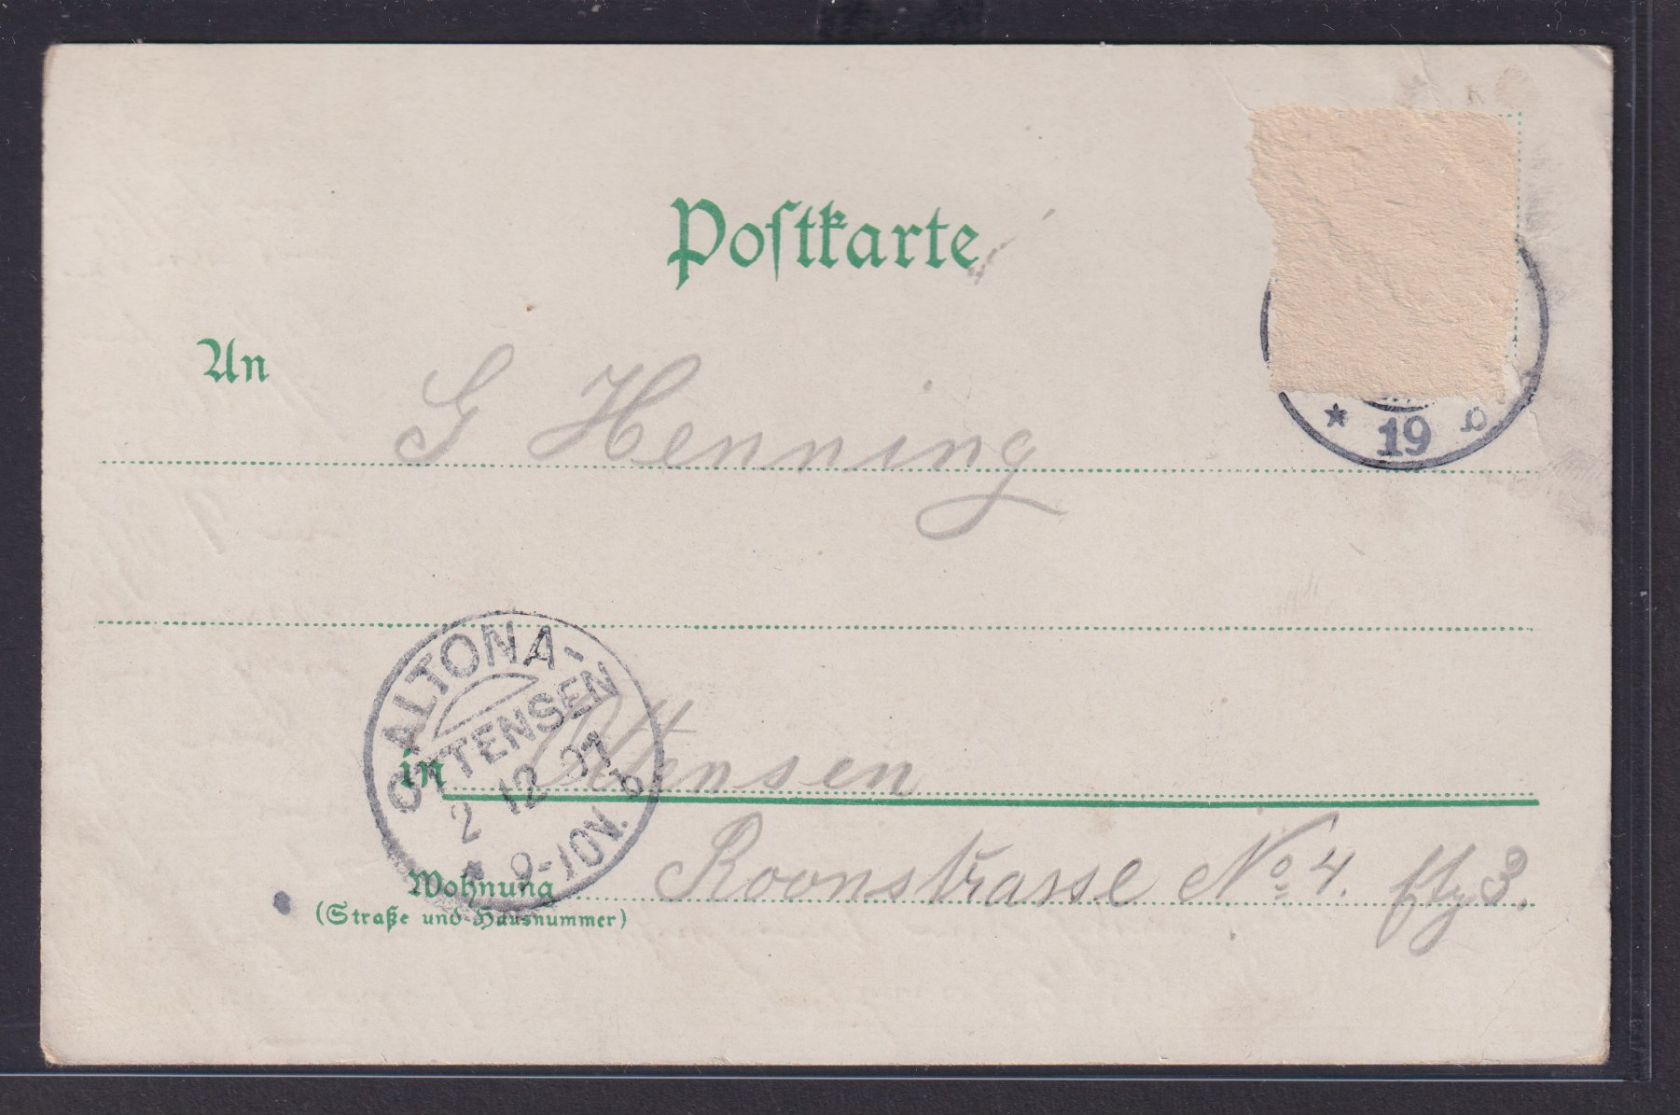 Postkarte
An G Henning
* 19 b
ALTONA-
OTTENSEN
2 12 97
* 9-10V. b
in Ottensen
Wohnung Roonstrasse No 4.
(Straße und Hausnummer)